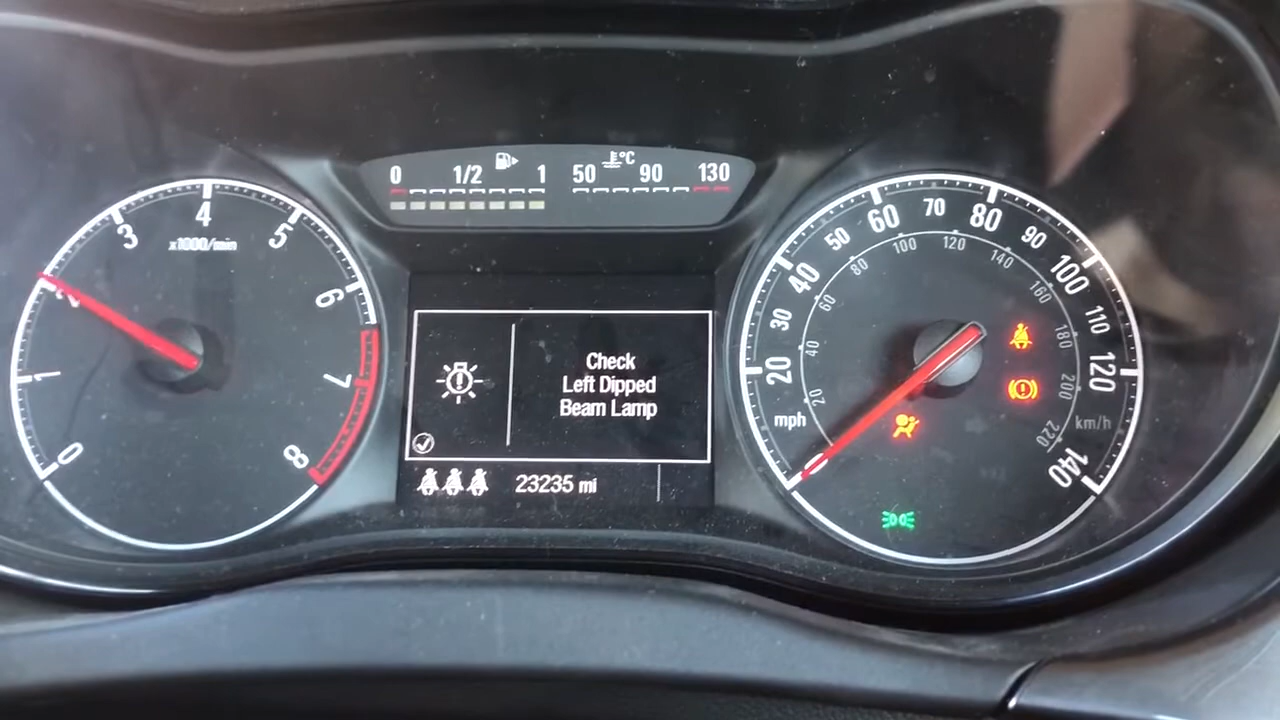 0 1/2 1
50 °C 90 130
0 1 2 3 4 5 6 7 8
x1000/min
Check
Left Dipped
Beam Lamp
23235 mi
0 20 30 40 50 60 70 80 90 100 110 120 140
mph
20 40 60 80 100 120 140 160 180 200 220
km/h